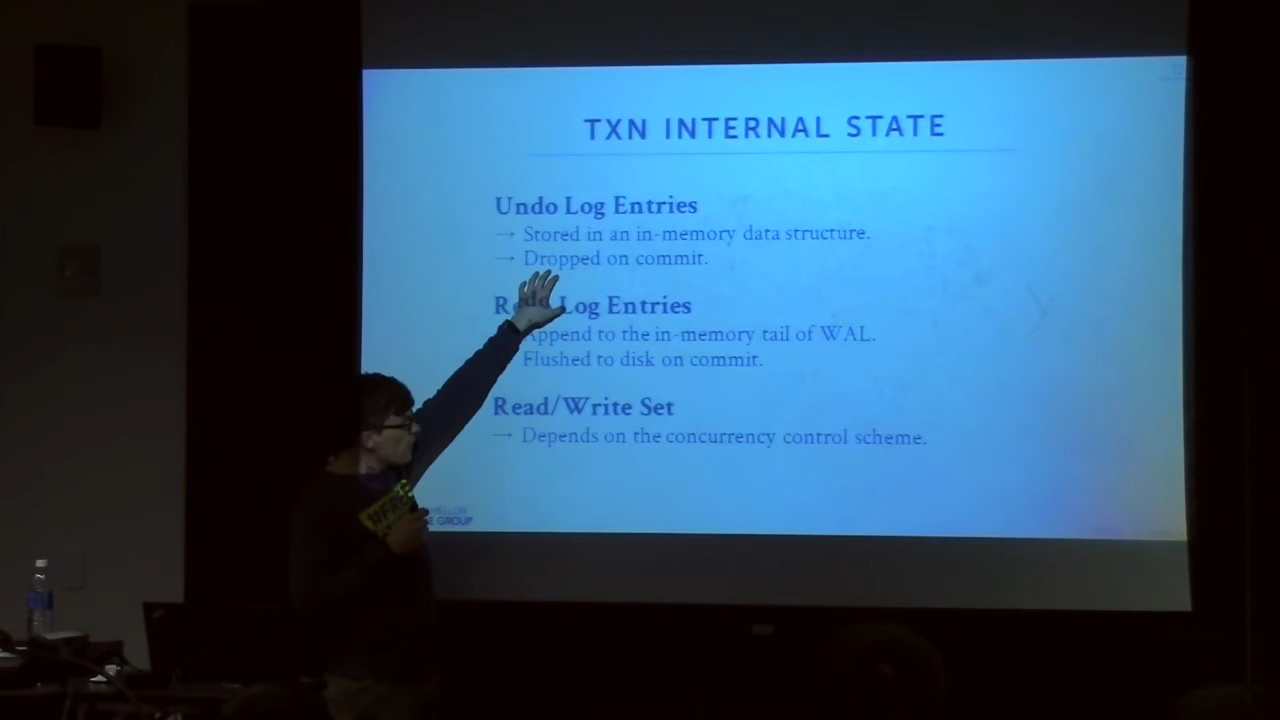 TXN INTERNAL STATE
Undo Log Entries
→ Stored in an in-memory data structure.
→ Dropped on commit.
Redo Log Entries
Append to the in-memory tail of WAL.
Flushed to disk on commit.
Read/Write Set
→ Depends on the concurrency control scheme.
GROUP